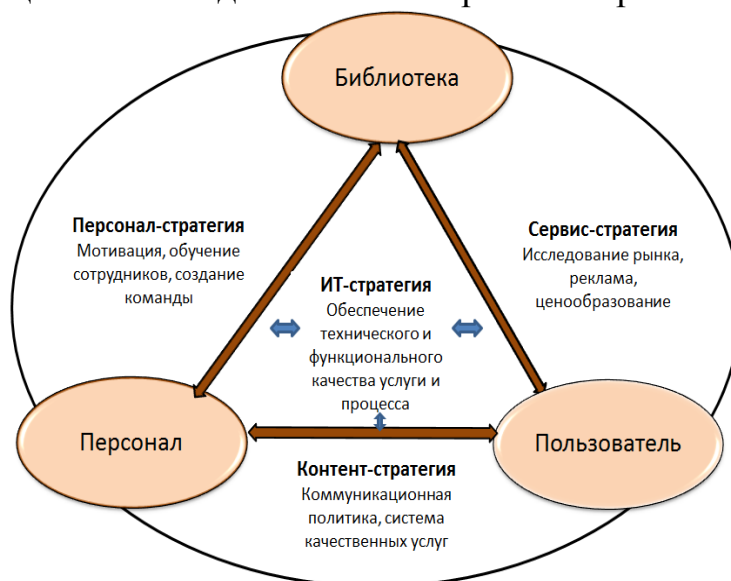 Библиотека
Персонал-стратегия
Мотивация, обучение
сотрудников, создание
команды
Сервис-стратегия
Исследование рынка,
реклама,
ценообразование
ИТ-стратегия
Обеспечение
технического и
функционального
качества услуги и
процесса
Персонал
Пользователь
Контент-стратегия
Коммуникационная
политика, система
качественных услуг